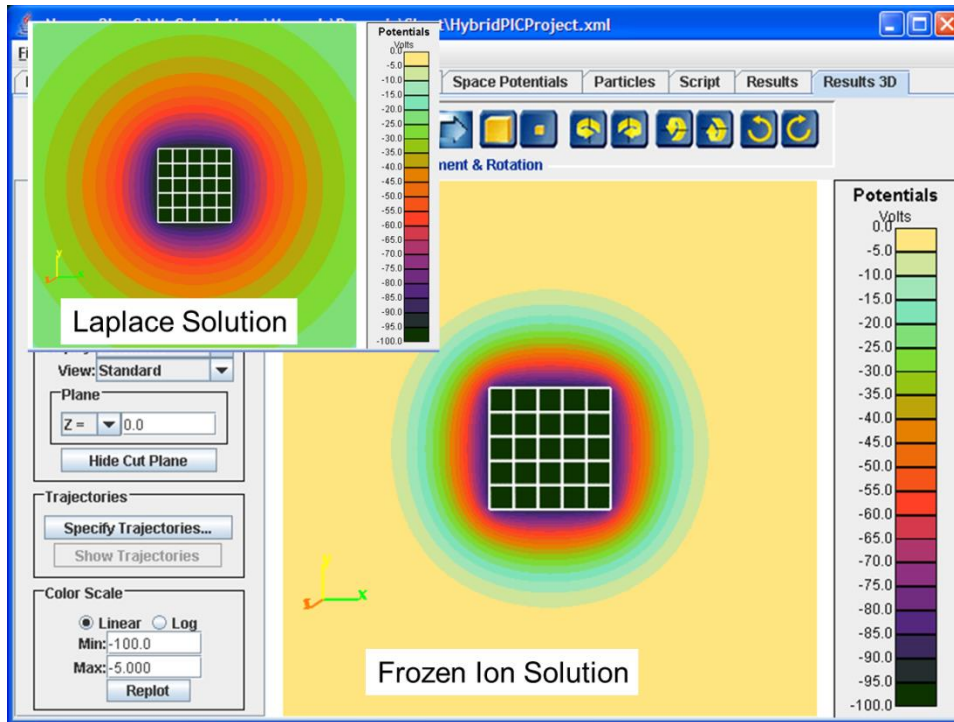 HybridPICProject.xml
Space Potentials
Particles
Script
Results
Results 3D
ment & Rotation
Potentials
Volts
0.0
-5.0
-10.0
-15.0
-20.0
-25.0
-30.0
-35.0
-40.0
-45.0
-50.0
-55.0
-60.0
-65.0
-70.0
-75.0
-80.0
-85.0
-90.0
-95.0
-100.0
y
x
z
Laplace Solution
View: Standard
Plane
Z = 0.0
Hide Cut Plane
Trajectories
Specify Trajectories...
Show Trajectories
Color Scale
Linear Log
Min: -100.0
Max: -5.000
Replot
y
x
z
Frozen Ion Solution
Potentials
Volts
0.0
-5.0
-10.0
-15.0
-20.0
-25.0
-30.0
-35.0
-40.0
-45.0
-50.0
-55.0
-60.0
-65.0
-70.0
-75.0
-80.0
-85.0
-90.0
-95.0
-100.0